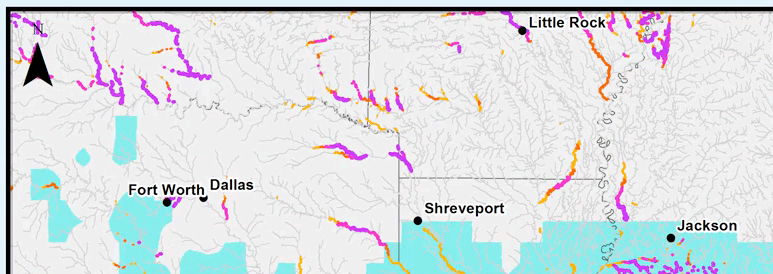 N
Little Rock
Fort Worth
Dallas
Shreveport
Jackson